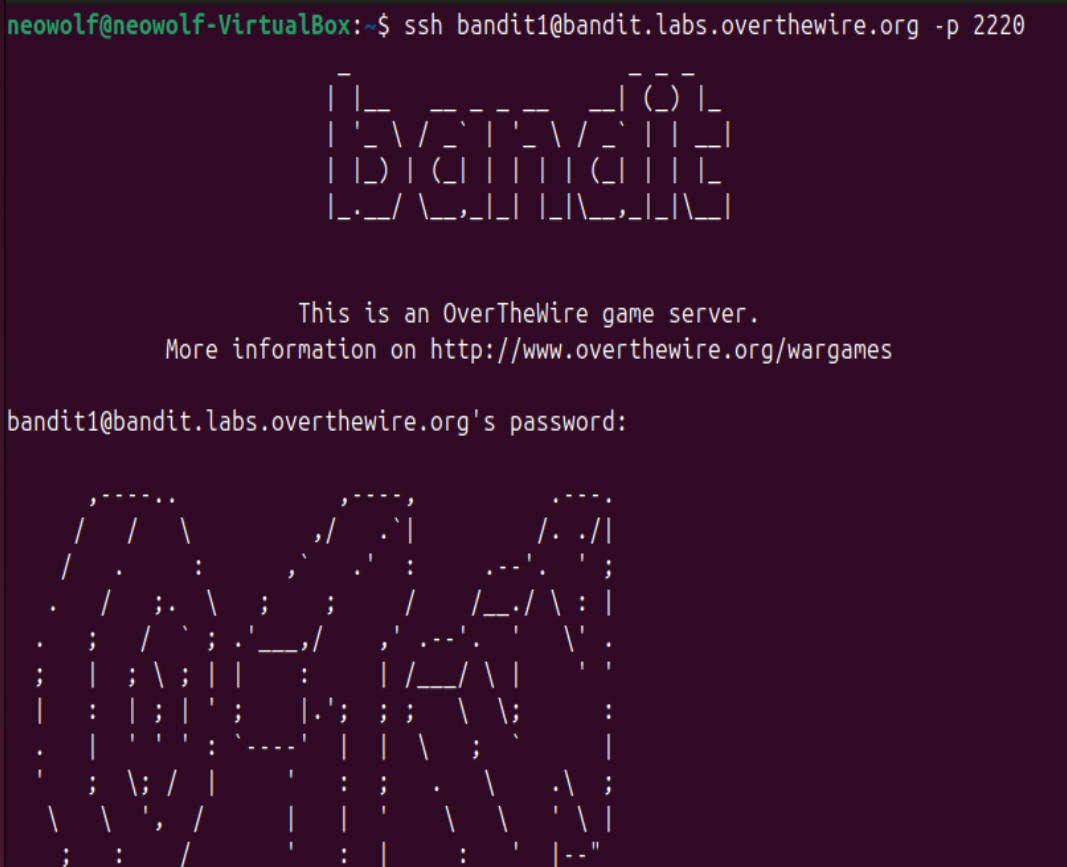 neowolf@neowolf-VirtualBox:~$ ssh bandit1@bandit.labs.overthewire.org -p 2220
bandit
This is an OverTheWire game server.
More information on http://www.overthewire.org/wargames
bandit1@bandit.labs.overthewire.org's password: